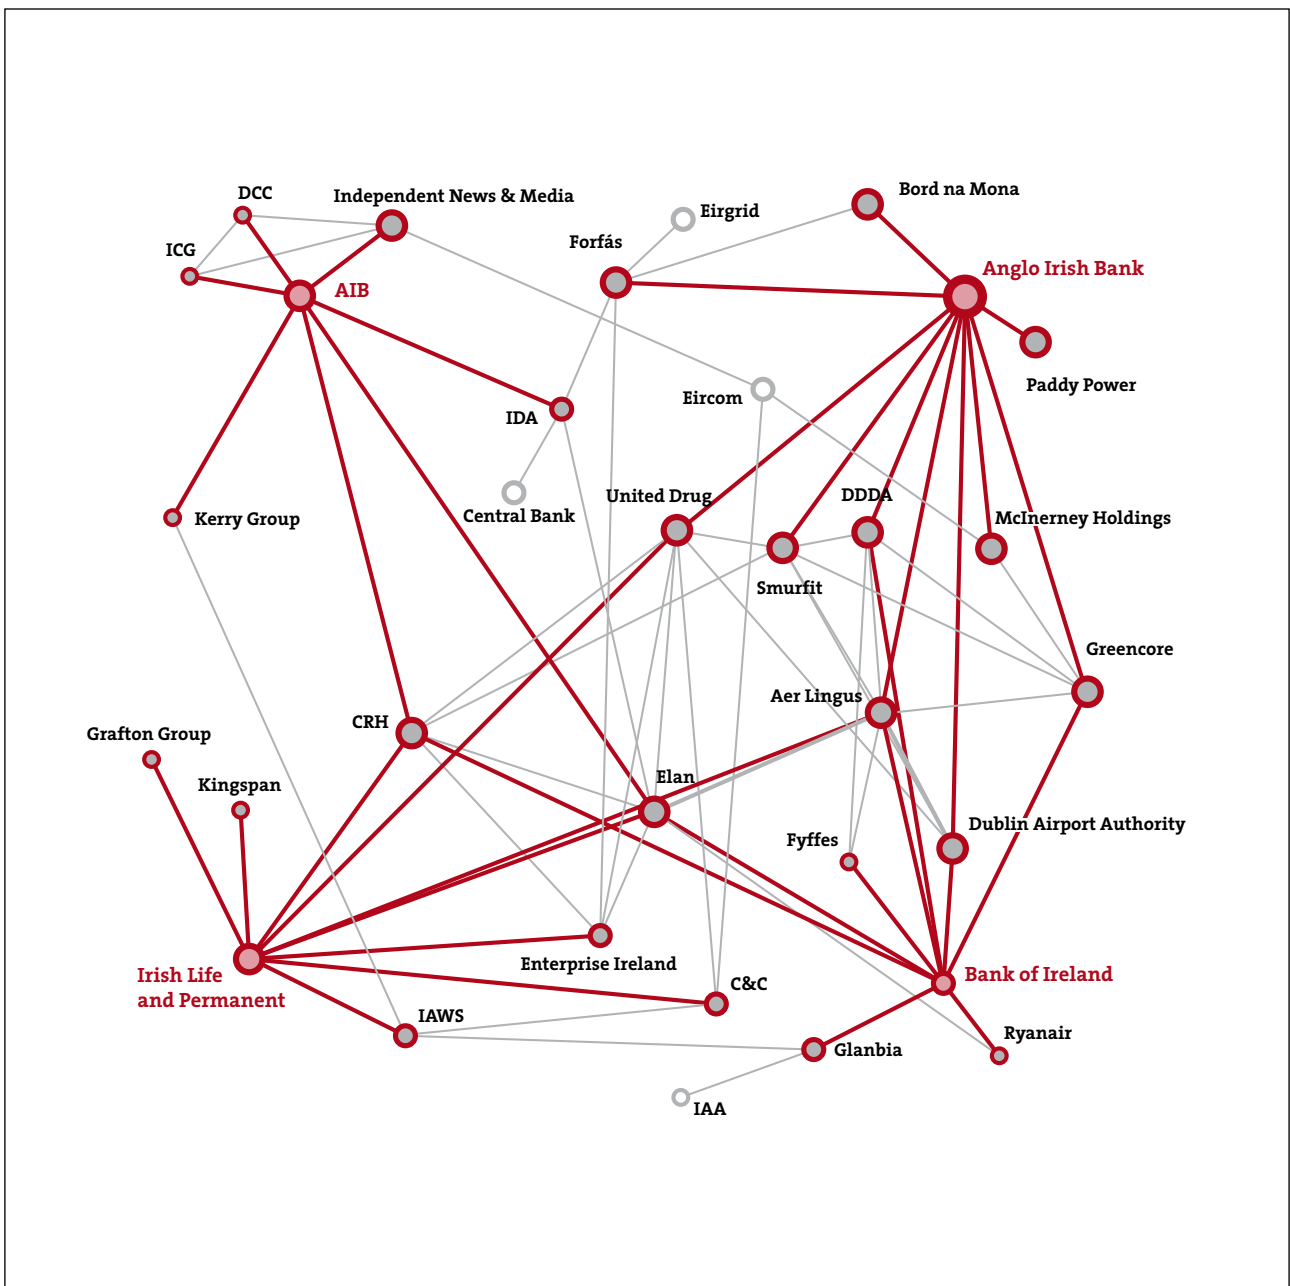 Bord na Mona
DCC
Independent News & Media
Eirgrid
Forfás
ICG
Anglo Irish Bank
AIB
Paddy Power
Eircom
IDA
United Drug
DDDA
Central Bank
Kerry Group
McInerney Holdings
Smurfit
Greencore
Aer Lingus
CRH
Grafton Group
Elan
Kingspan
Dublin Airport Authority
Fyffes
Enterprise Ireland
Irish Life
and Permanent
Bank of Ireland
C&C
IAWS
Ryanair
Glanbia
IAA